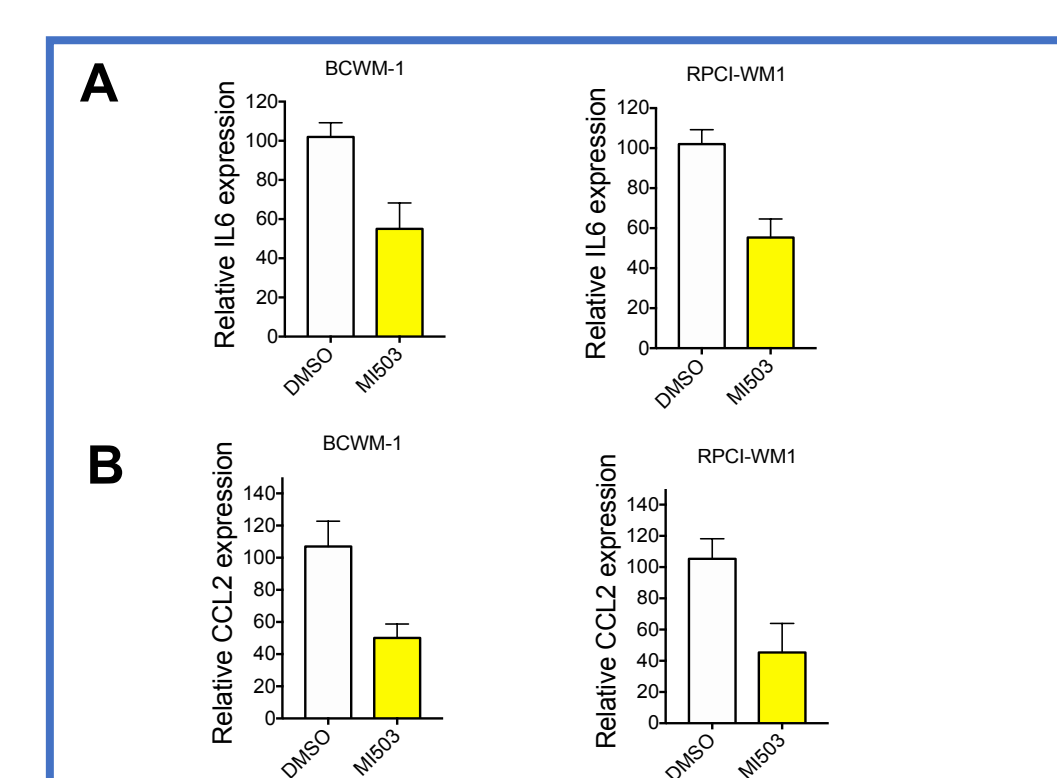 A
BCWM-1
Relative IL6 expression
120
100
80
60
40
20
0
DMSO
MI503
RPCI-WM1
Relative IL6 expression
120
100
80
60
40
20
0
DMSO
MI503
B
BCWM-1
Relative CCL2 expression
140
120
100
80
60
40
20
0
DMSO
MI503
RPCI-WM1
Relative CCL2 expression
140
120
100
80
60
40
20
0
DMSO
MI503